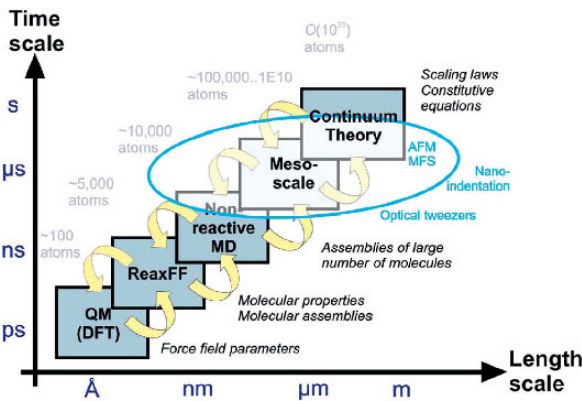 Time
scale
O(10²³)
atoms
~100,000..1E10
atoms
Scaling laws
Constitutive
equations
s
Continuum
Theory
~10,000
atoms
AFM
MFS
Nano-
indentation
μs
Meso-
scale
~5,000
atoms
Optical tweezers
Non-
reactive
MD
Assemblies of large
number of molecules
~100
atoms
ns
ReaxFF
Molecular properties
Molecular assemblies
QM
(DFT)
ps
Force field parameters
Length
scale
Å
nm
μm
m